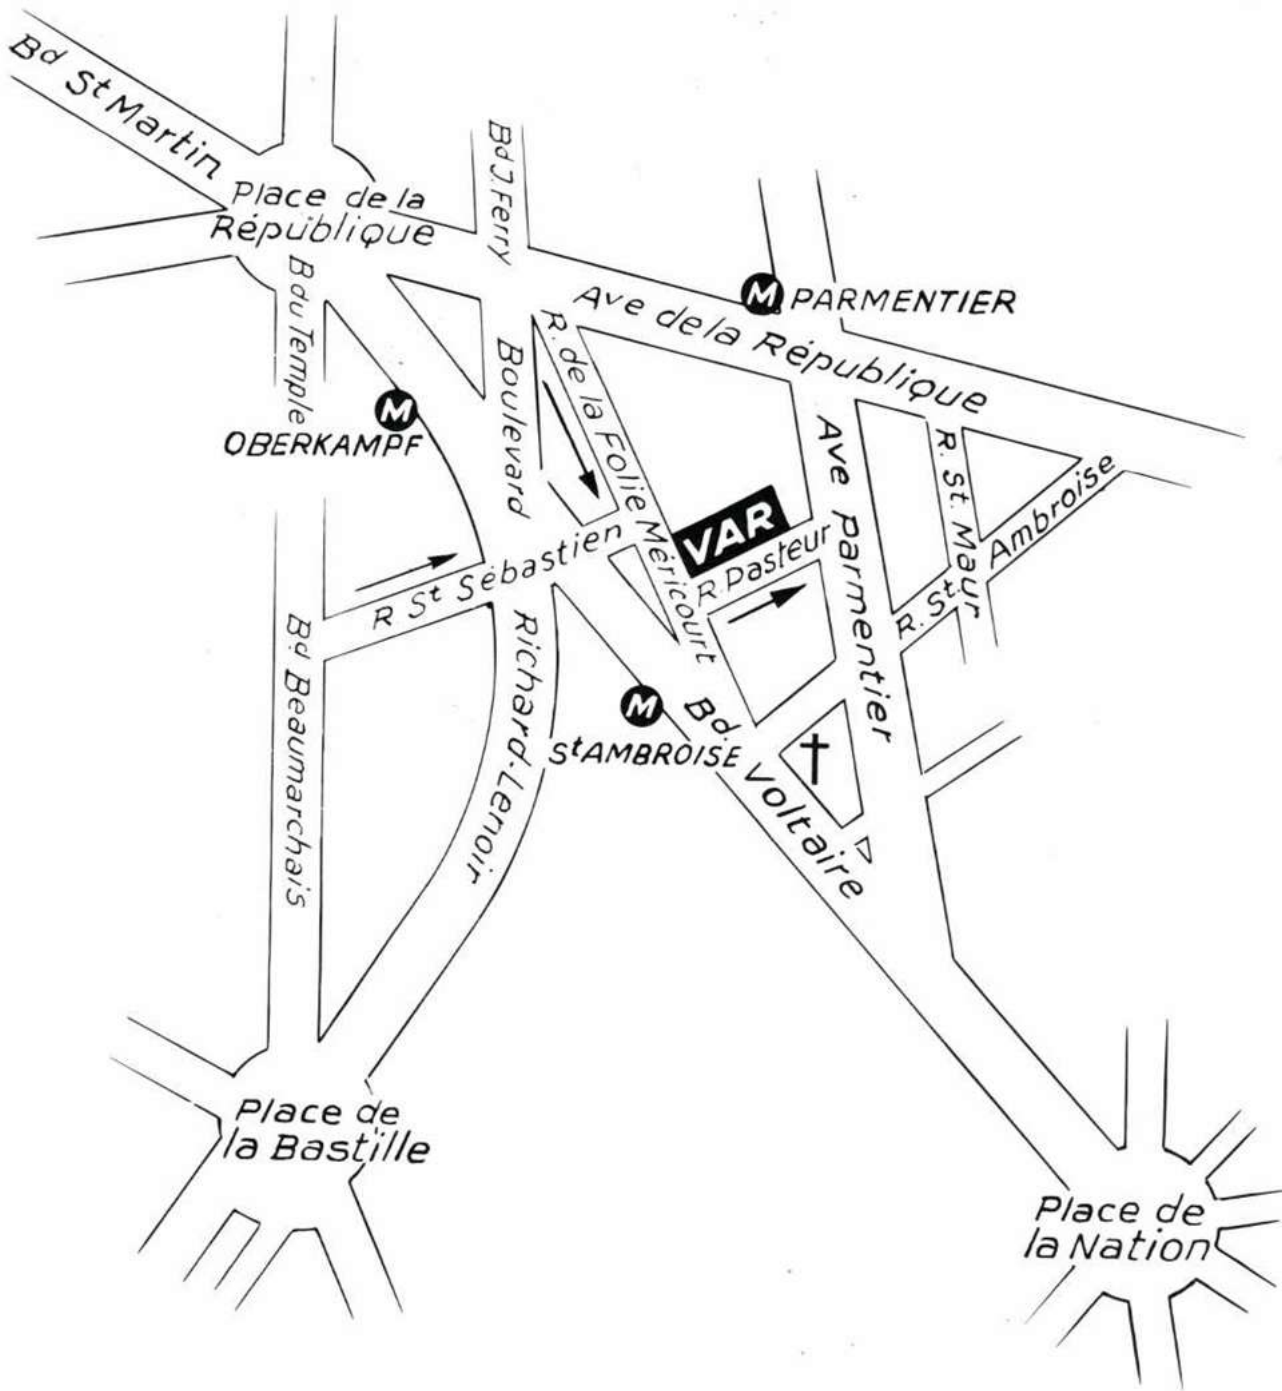 Bd St Martin
Place de la
République
Bd J. Ferry
B du Temple
M PARMENTIER
Ave de la République
R. de la Folie Méricourt
Boulevard
M
OBERKAMPF
Ave Parmentier
R. St. Maur
R. St. Ambroise
VAR
R. Pasteur
R St Sébastien
Bd. Beaumarchais
Richard-Lenoir
M
St AMBROISE
Bd. Voltaire
Place de
la Bastille
Place de
la Nation